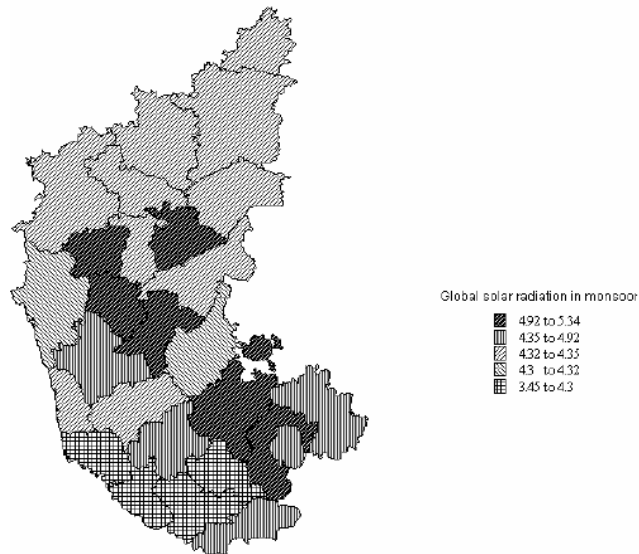 Global solar radiation in monsoon
4.92 to 5.34
4.35 to 4.92
4.32 to 4.35
4.3 to 4.32
3.45 to 4.3